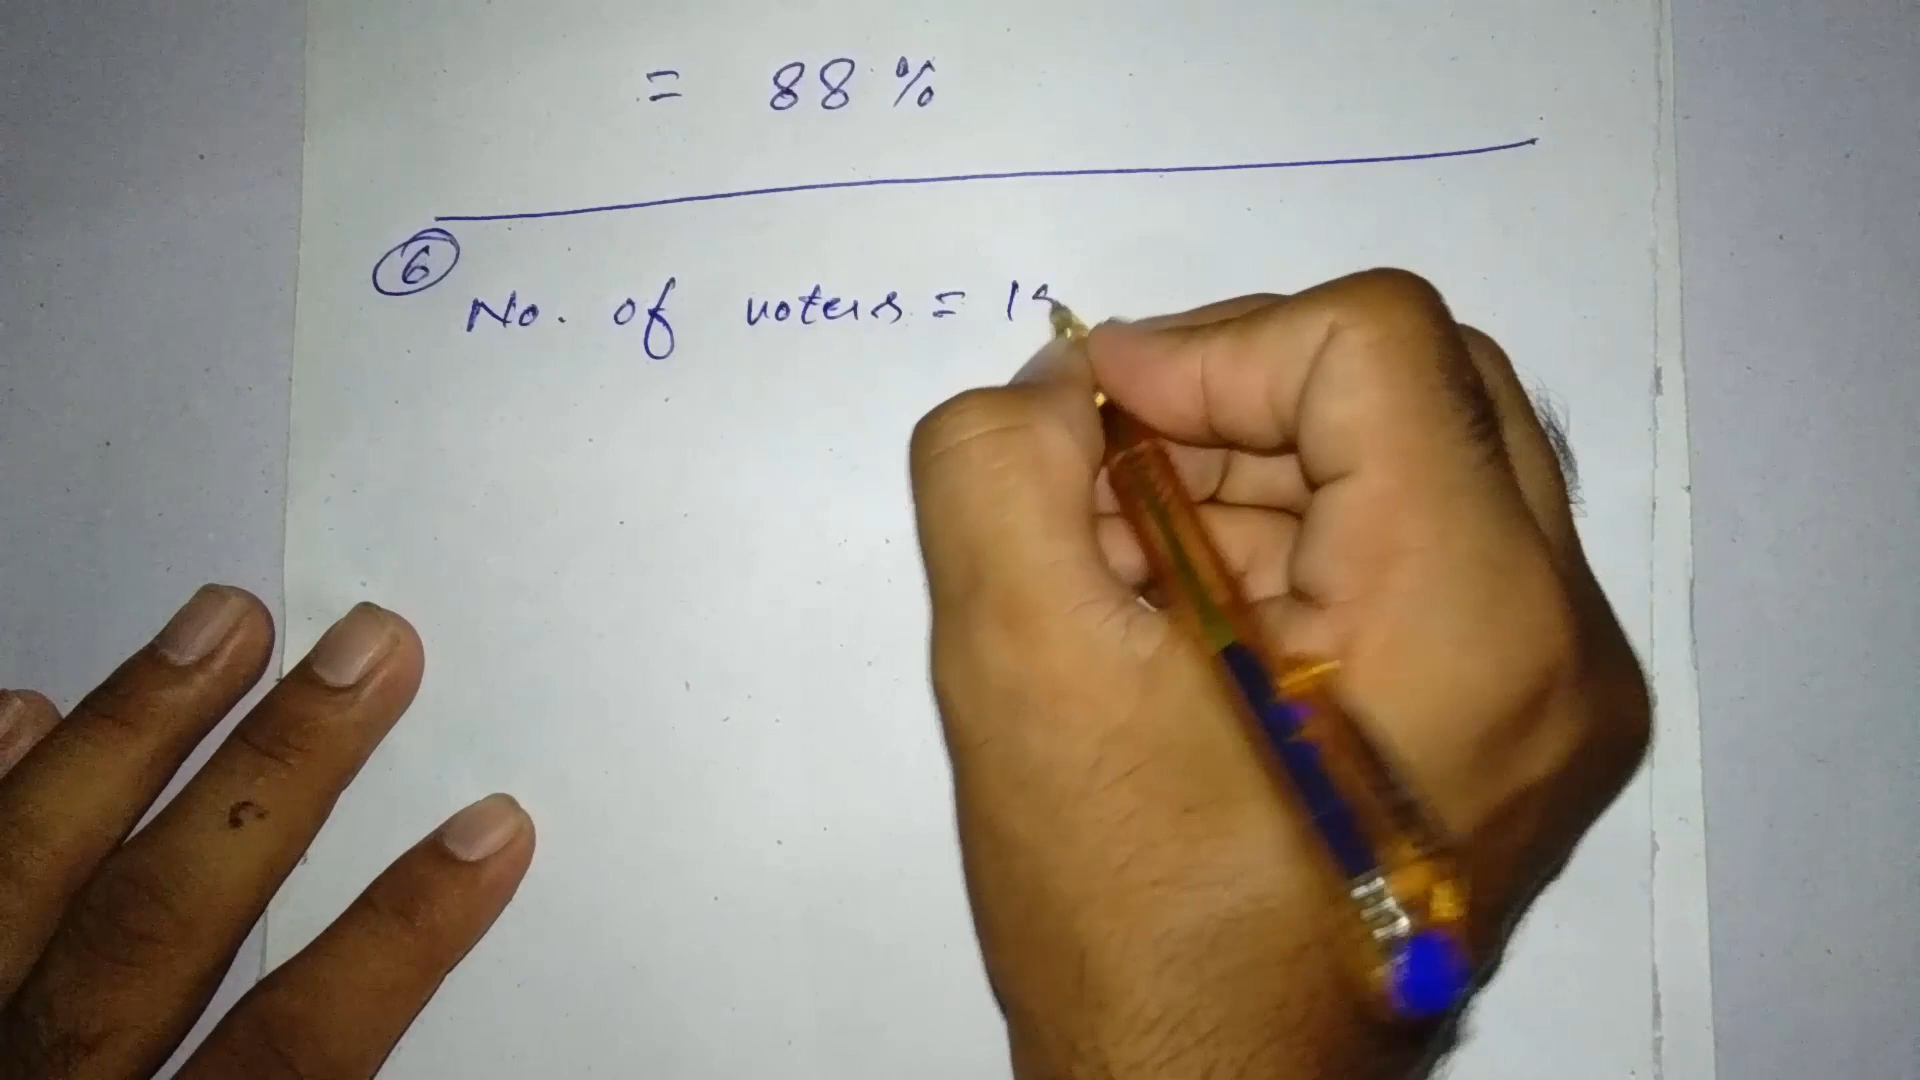 = 88 %
6
No. of voters = 1